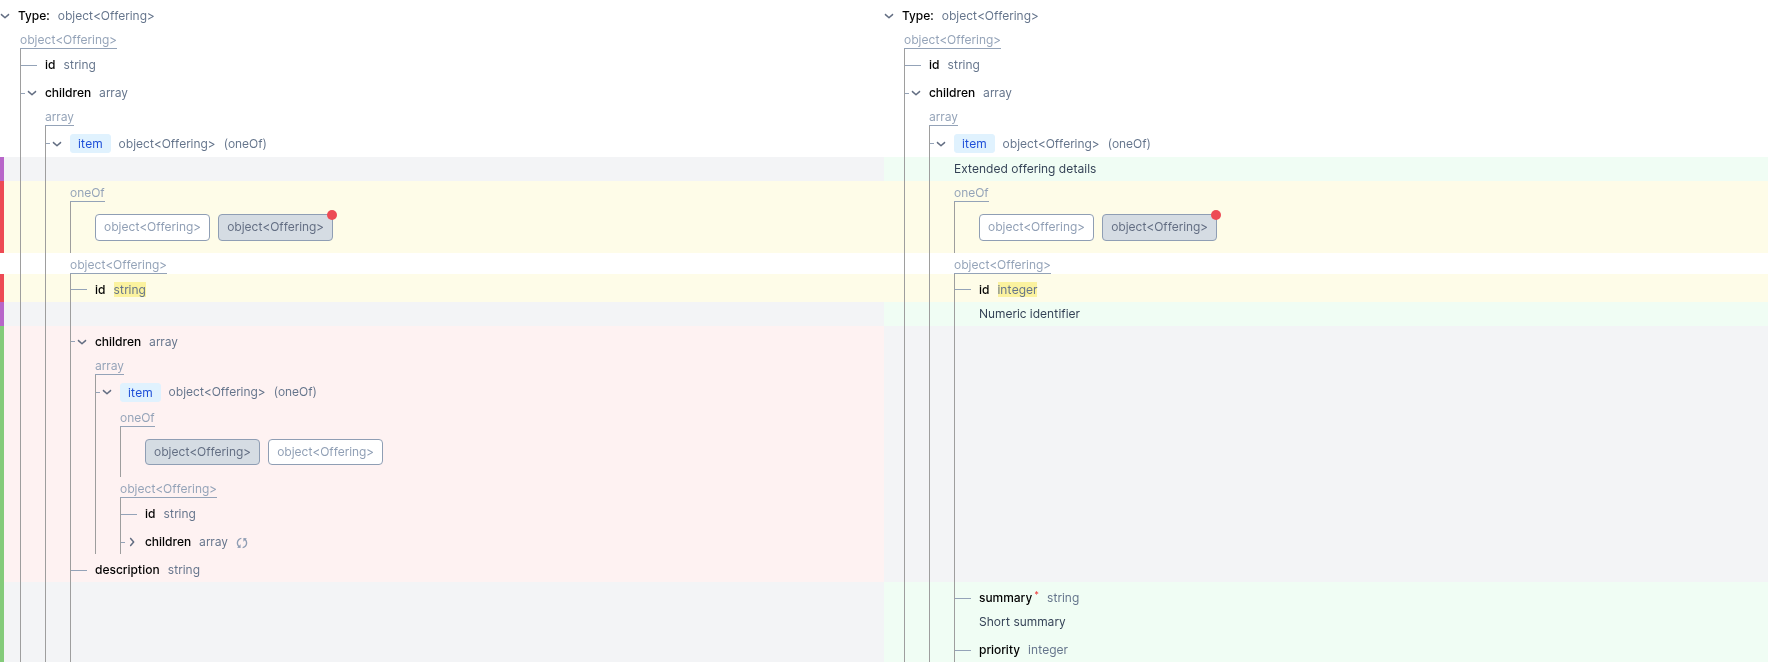 Type: object<Offering>
object<Offering>
id string
children array
array
item object<Offering> (oneOf)
oneOf
object<Offering> object<Offering>
object<Offering>
id string
children array
array
item object<Offering> (oneOf)
oneOf
object<Offering> object<Offering>
object<Offering>
id string
children array
description string
Type: object<Offering>
object<Offering>
id string
children array
array
item object<Offering> (oneOf)
Extended offering details
oneOf
object<Offering> object<Offering>
object<Offering>
id integer
Numeric identifier
summary* string
Short summary
priority integer